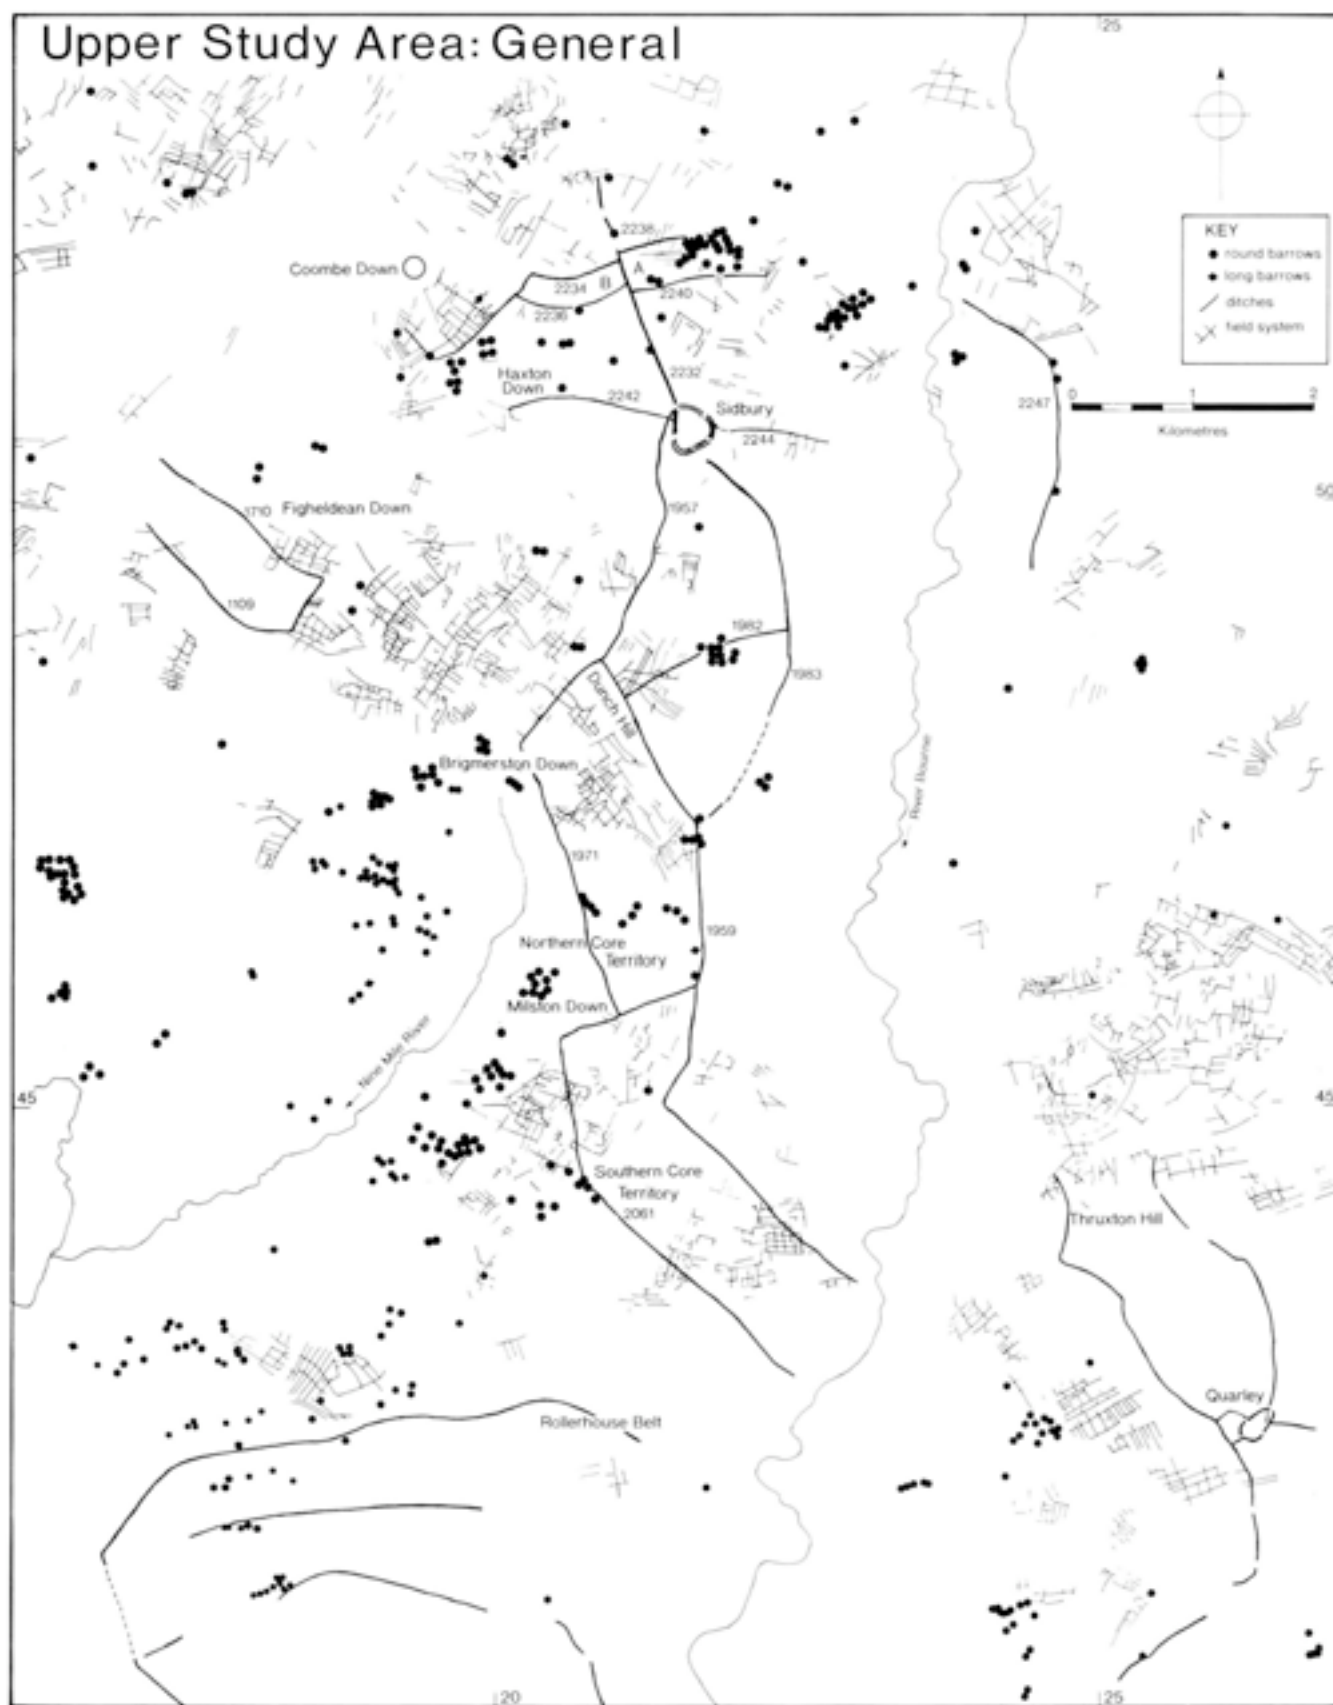 Upper Study Area: General
25
KEY
round barrows
long barrows
ditches
field system
0 1 2
Kilometres
2238
Coombe Down
A
B
2234
2240
2236
Haxton
Down
2232
2242
Sidbury
2244
2247
50
1710
Figheldean Down
1957
1109
1982
1983
Dunch Hill
River Bourne
Brigmerston Down
1971
1959
Northern Core
Territory
Milston Down
Nine Mile River
45
45
Southern Core
Territory
2061
Thruxton Hill
Quarley
Rollerhouse Belt
20
25